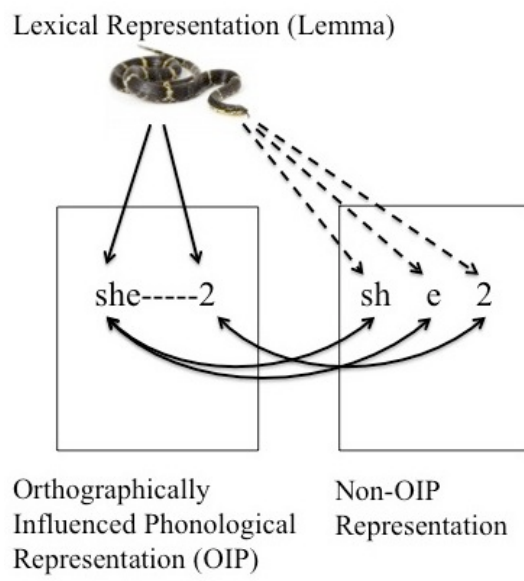 Lexical Representation (Lemma)
she-----2
sh e 2
Orthographically
Influenced Phonological
Representation (OIP)
Non-OIP
Representation